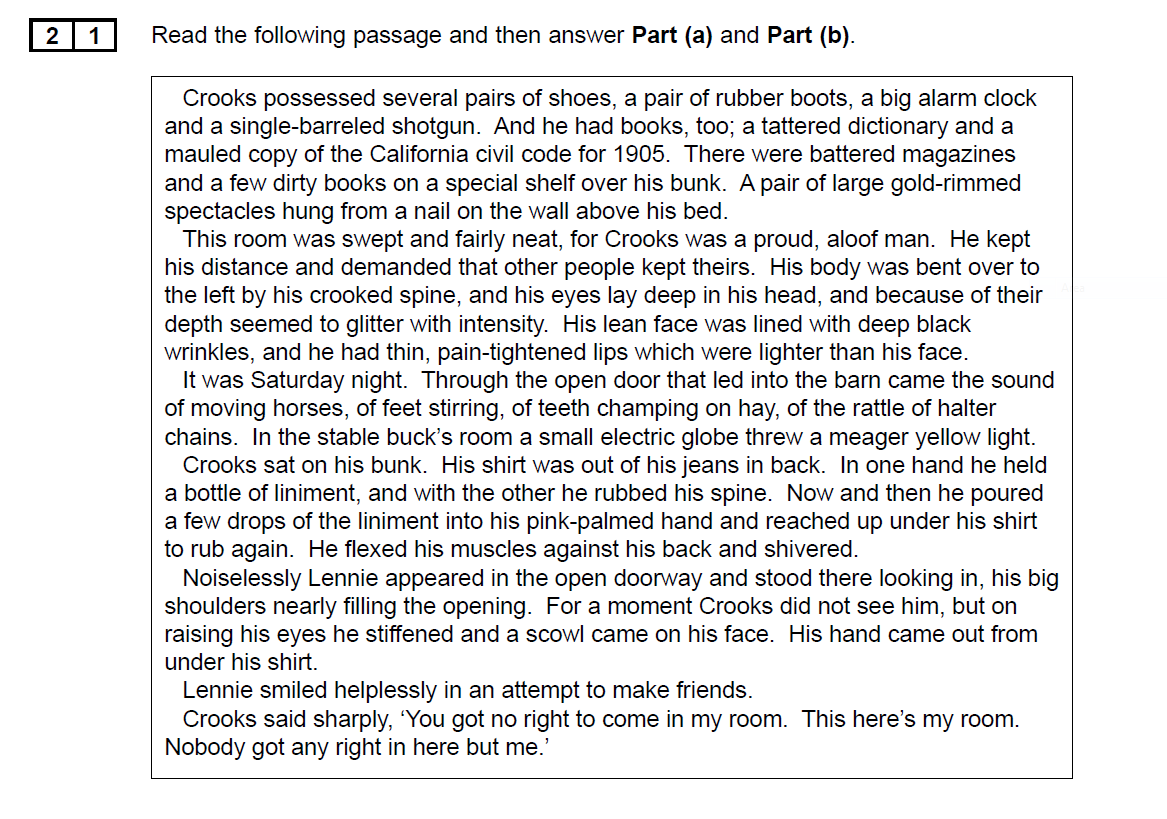 2 1 Read the following passage and then answer Part (a) and Part (b).
Crooks possessed several pairs of shoes, a pair of rubber boots, a big alarm clock
and a single-barreled shotgun. And he had books, too; a tattered dictionary and a
mauled copy of the California civil code for 1905. There were battered magazines
and a few dirty books on a special shelf over his bunk. A pair of large gold-rimmed
spectacles hung from a nail on the wall above his bed.
This room was swept and fairly neat, for Crooks was a proud, aloof man. He kept
his distance and demanded that other people kept theirs. His body was bent over to
the left by his crooked spine, and his eyes lay deep in his head, and because of their
depth seemed to glitter with intensity. His lean face was lined with deep black
wrinkles, and he had thin, pain-tightened lips which were lighter than his face.
It was Saturday night. Through the open door that led into the barn came the sound
of moving horses, of feet stirring, of teeth champing on hay, of the rattle of halter
chains. In the stable buck’s room a small electric globe threw a meager yellow light.
Crooks sat on his bunk. His shirt was out of his jeans in back. In one hand he held
a bottle of liniment, and with the other he rubbed his spine. Now and then he poured
a few drops of the liniment into his pink-palmed hand and reached up under his shirt
to rub again. He flexed his muscles against his back and shivered.
Noiselessly Lennie appeared in the open doorway and stood there looking in, his big
shoulders nearly filling the opening. For a moment Crooks did not see him, but on
raising his eyes he stiffened and a scowl came on his face. His hand came out from
under his shirt.
Lennie smiled helplessly in an attempt to make friends.
Crooks said sharply, ‘You got no right to come in my room. This here’s my room.
Nobody got any right in here but me.’